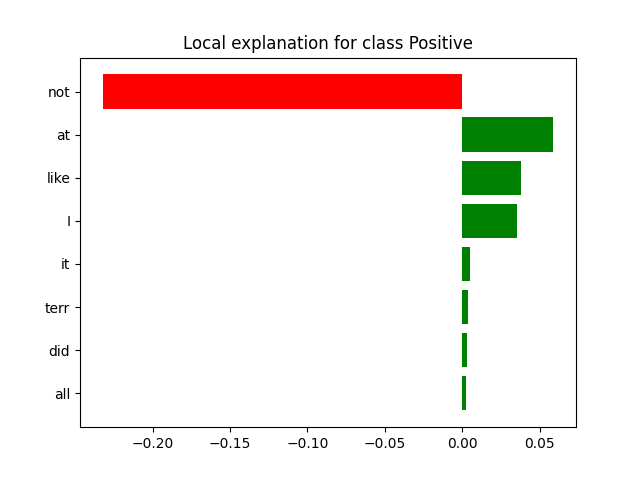 Local explanation for class Positive
not
at
like
I
it
terr
did
all
−0.20 −0.15 −0.10 −0.05 0.00 0.05